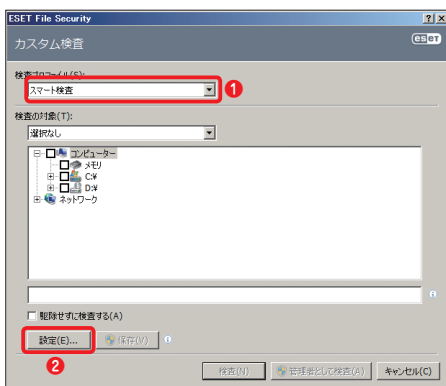 ESET File Security
カスタム検査
eset
検査プロファイル(S):
スマート検査
1
検査の対象(T):
選択なし
コンピューター
メモリ
C:¥
D:¥
ネットワーク
駆除せずに検査する(A)
設定(E)... 保存(V)
2
検査(N) 管理者として検査(A) キャンセル(C)